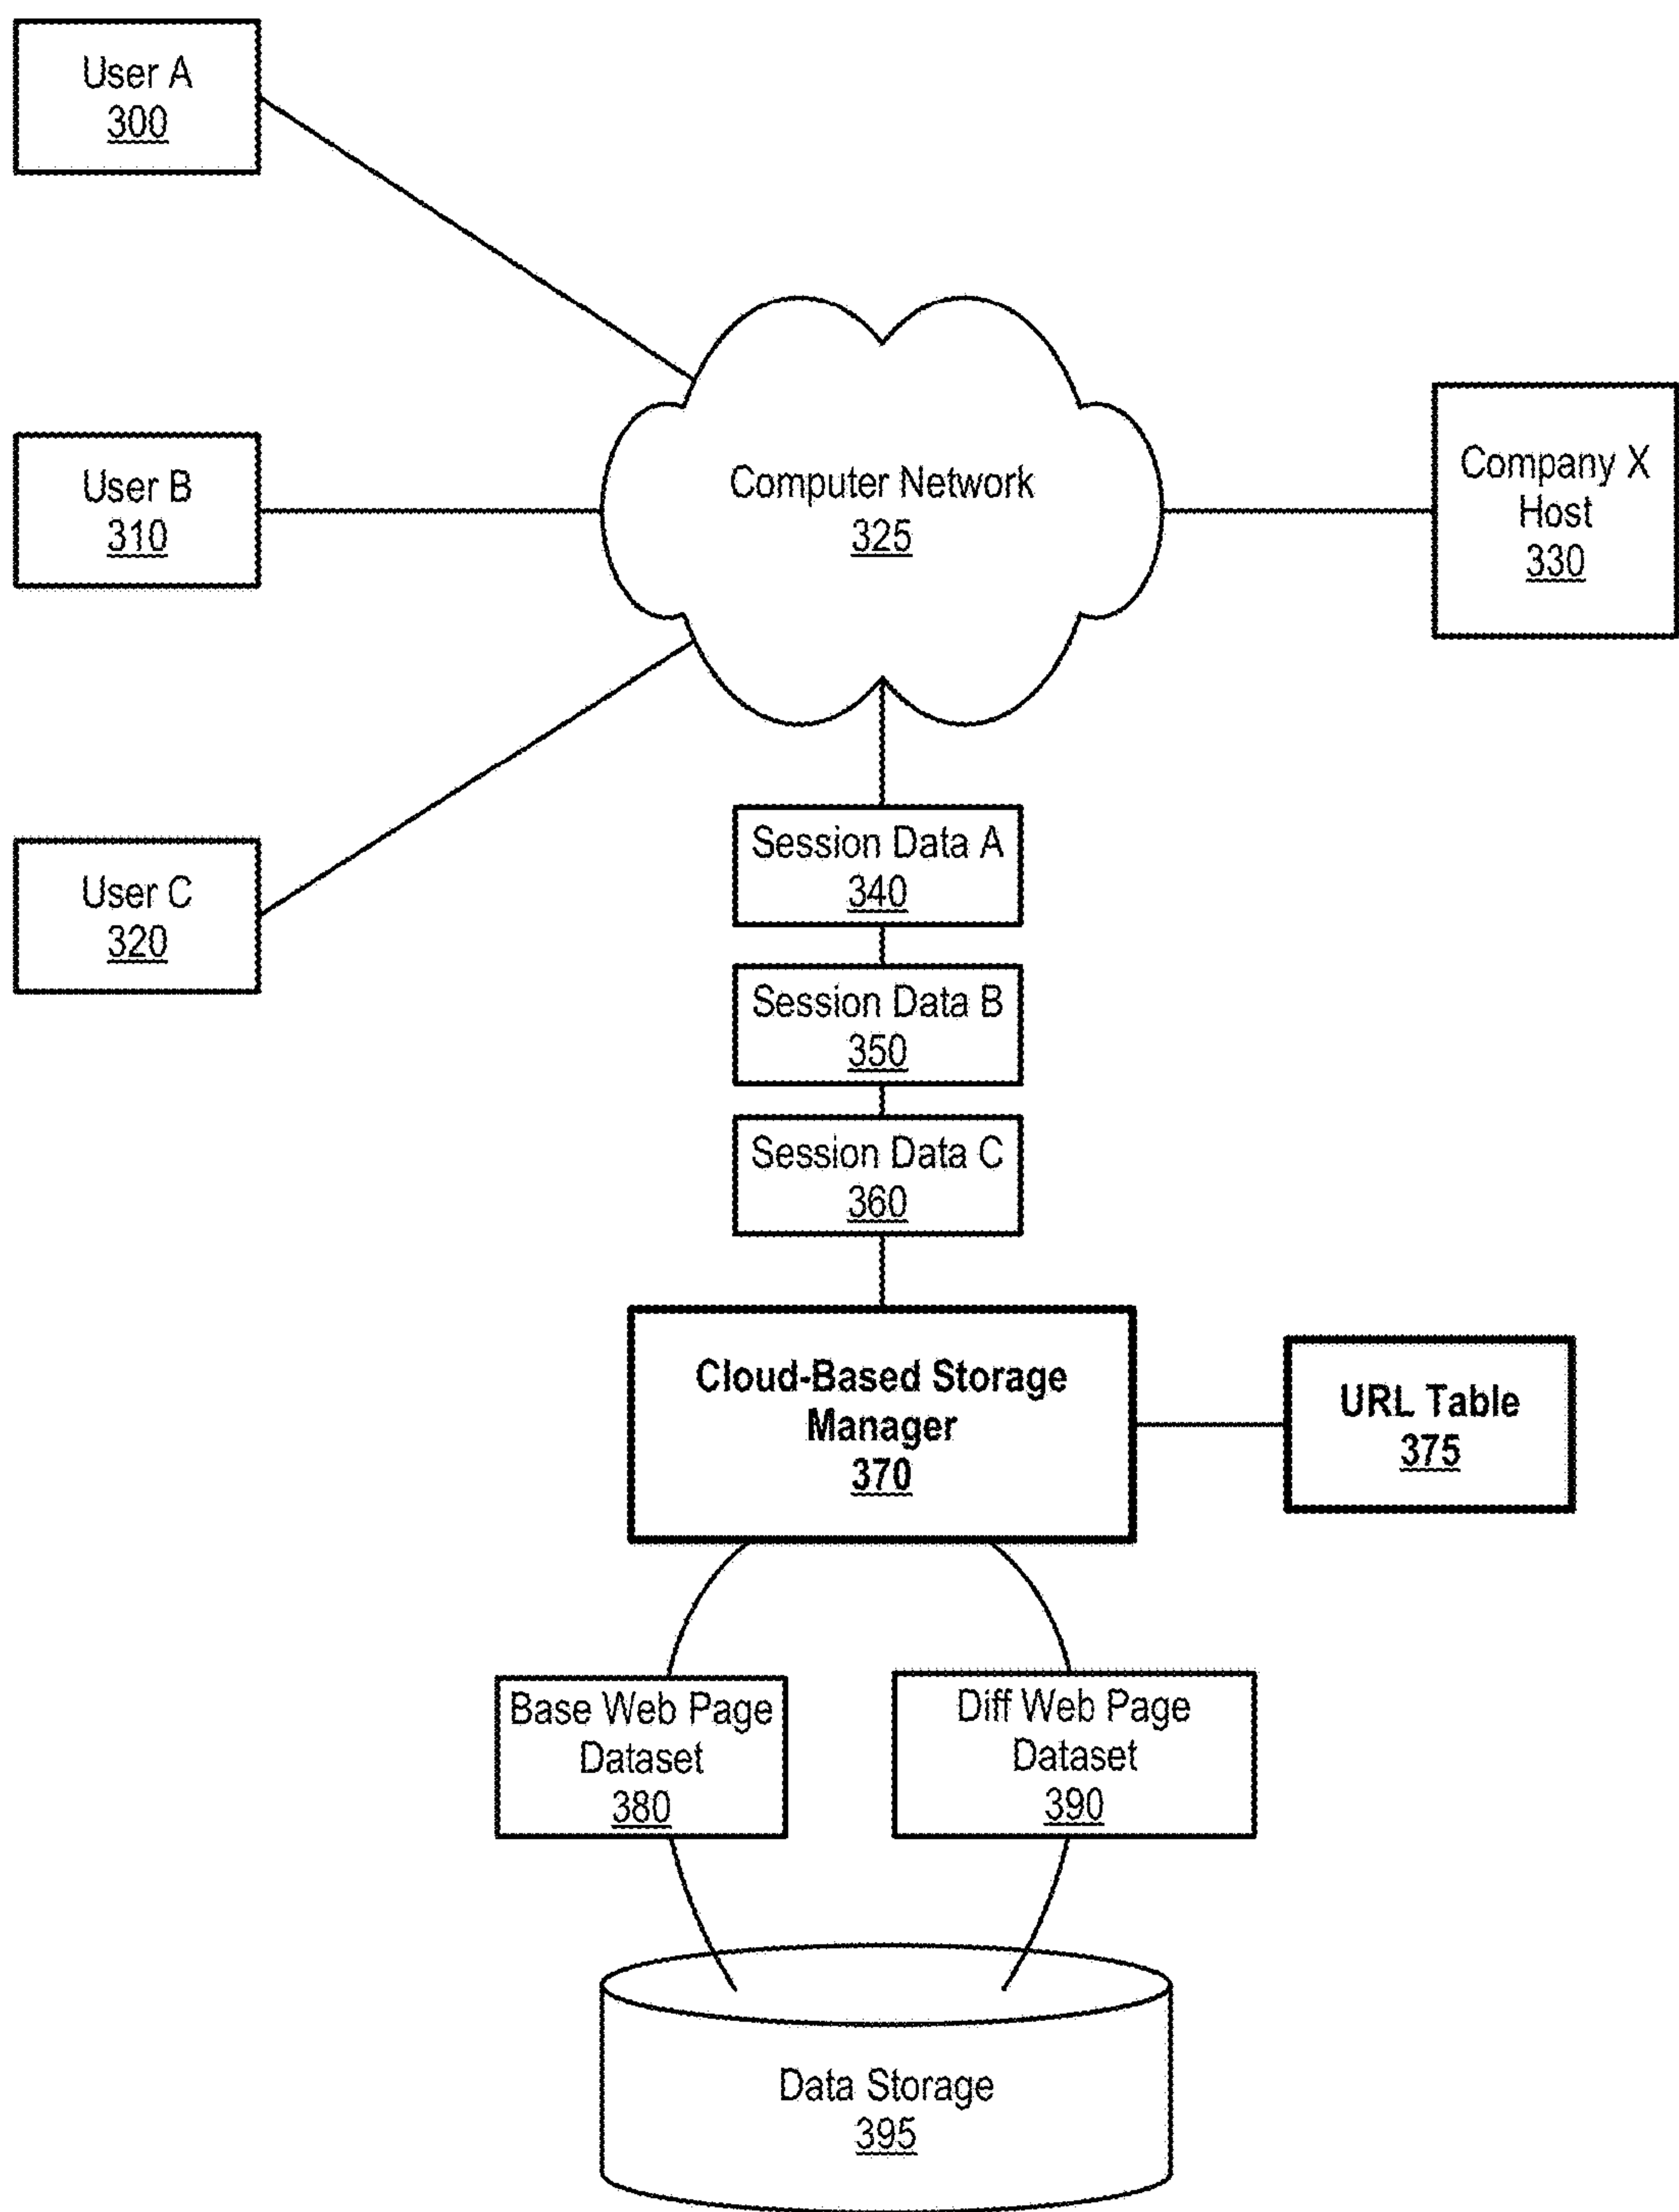 User A
300
Computer Network
325
User B
310
Company X
Host
330
User C
320
Session Data A
340
Session Data B
350
Session Data C
360
Cloud-Based Storage
Manager
370
URL Table
375
Base Web Page
Dataset
380
Diff Web Page
Dataset
390
Data Storage
395